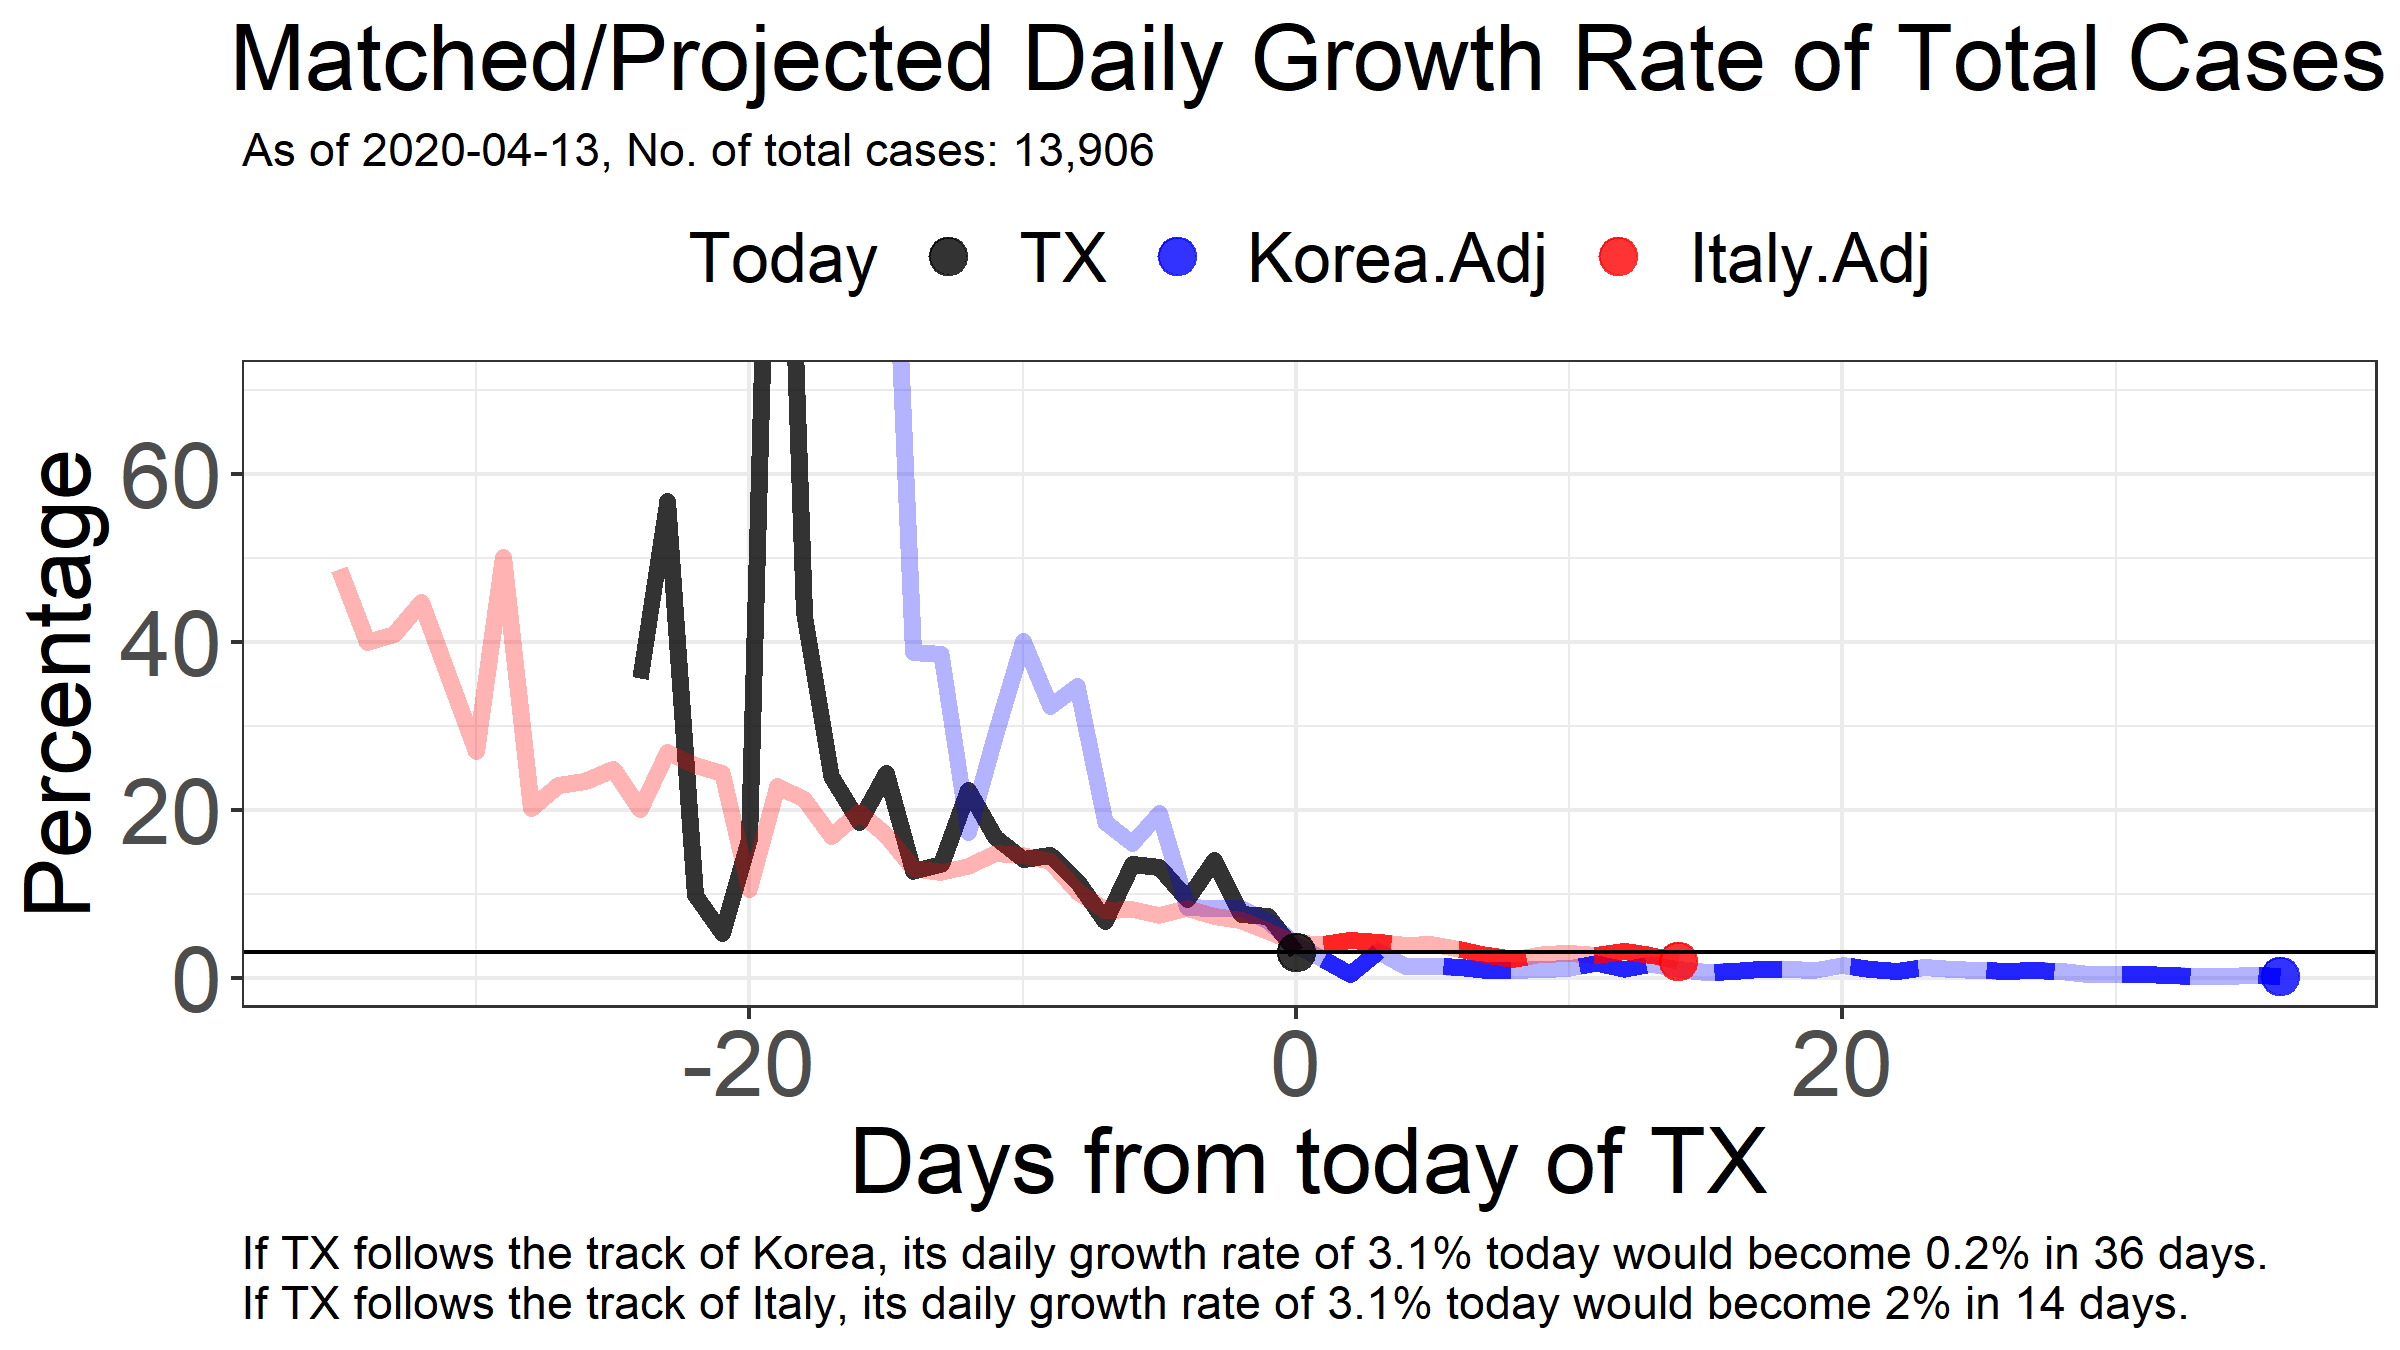 Matched/Projected Daily Growth Rate of Total Cases
As of 2020-04-13, No. of total cases: 13,906
Today TX Korea.Adj Italy.Adj
Percentage
60
40
20
0
-20 0 20
Days from today of TX
If TX follows the track of Korea, its daily growth rate of 3.1% today would become 0.2% in 36 days.
If TX follows the track of Italy, its daily growth rate of 3.1% today would become 2% in 14 days.